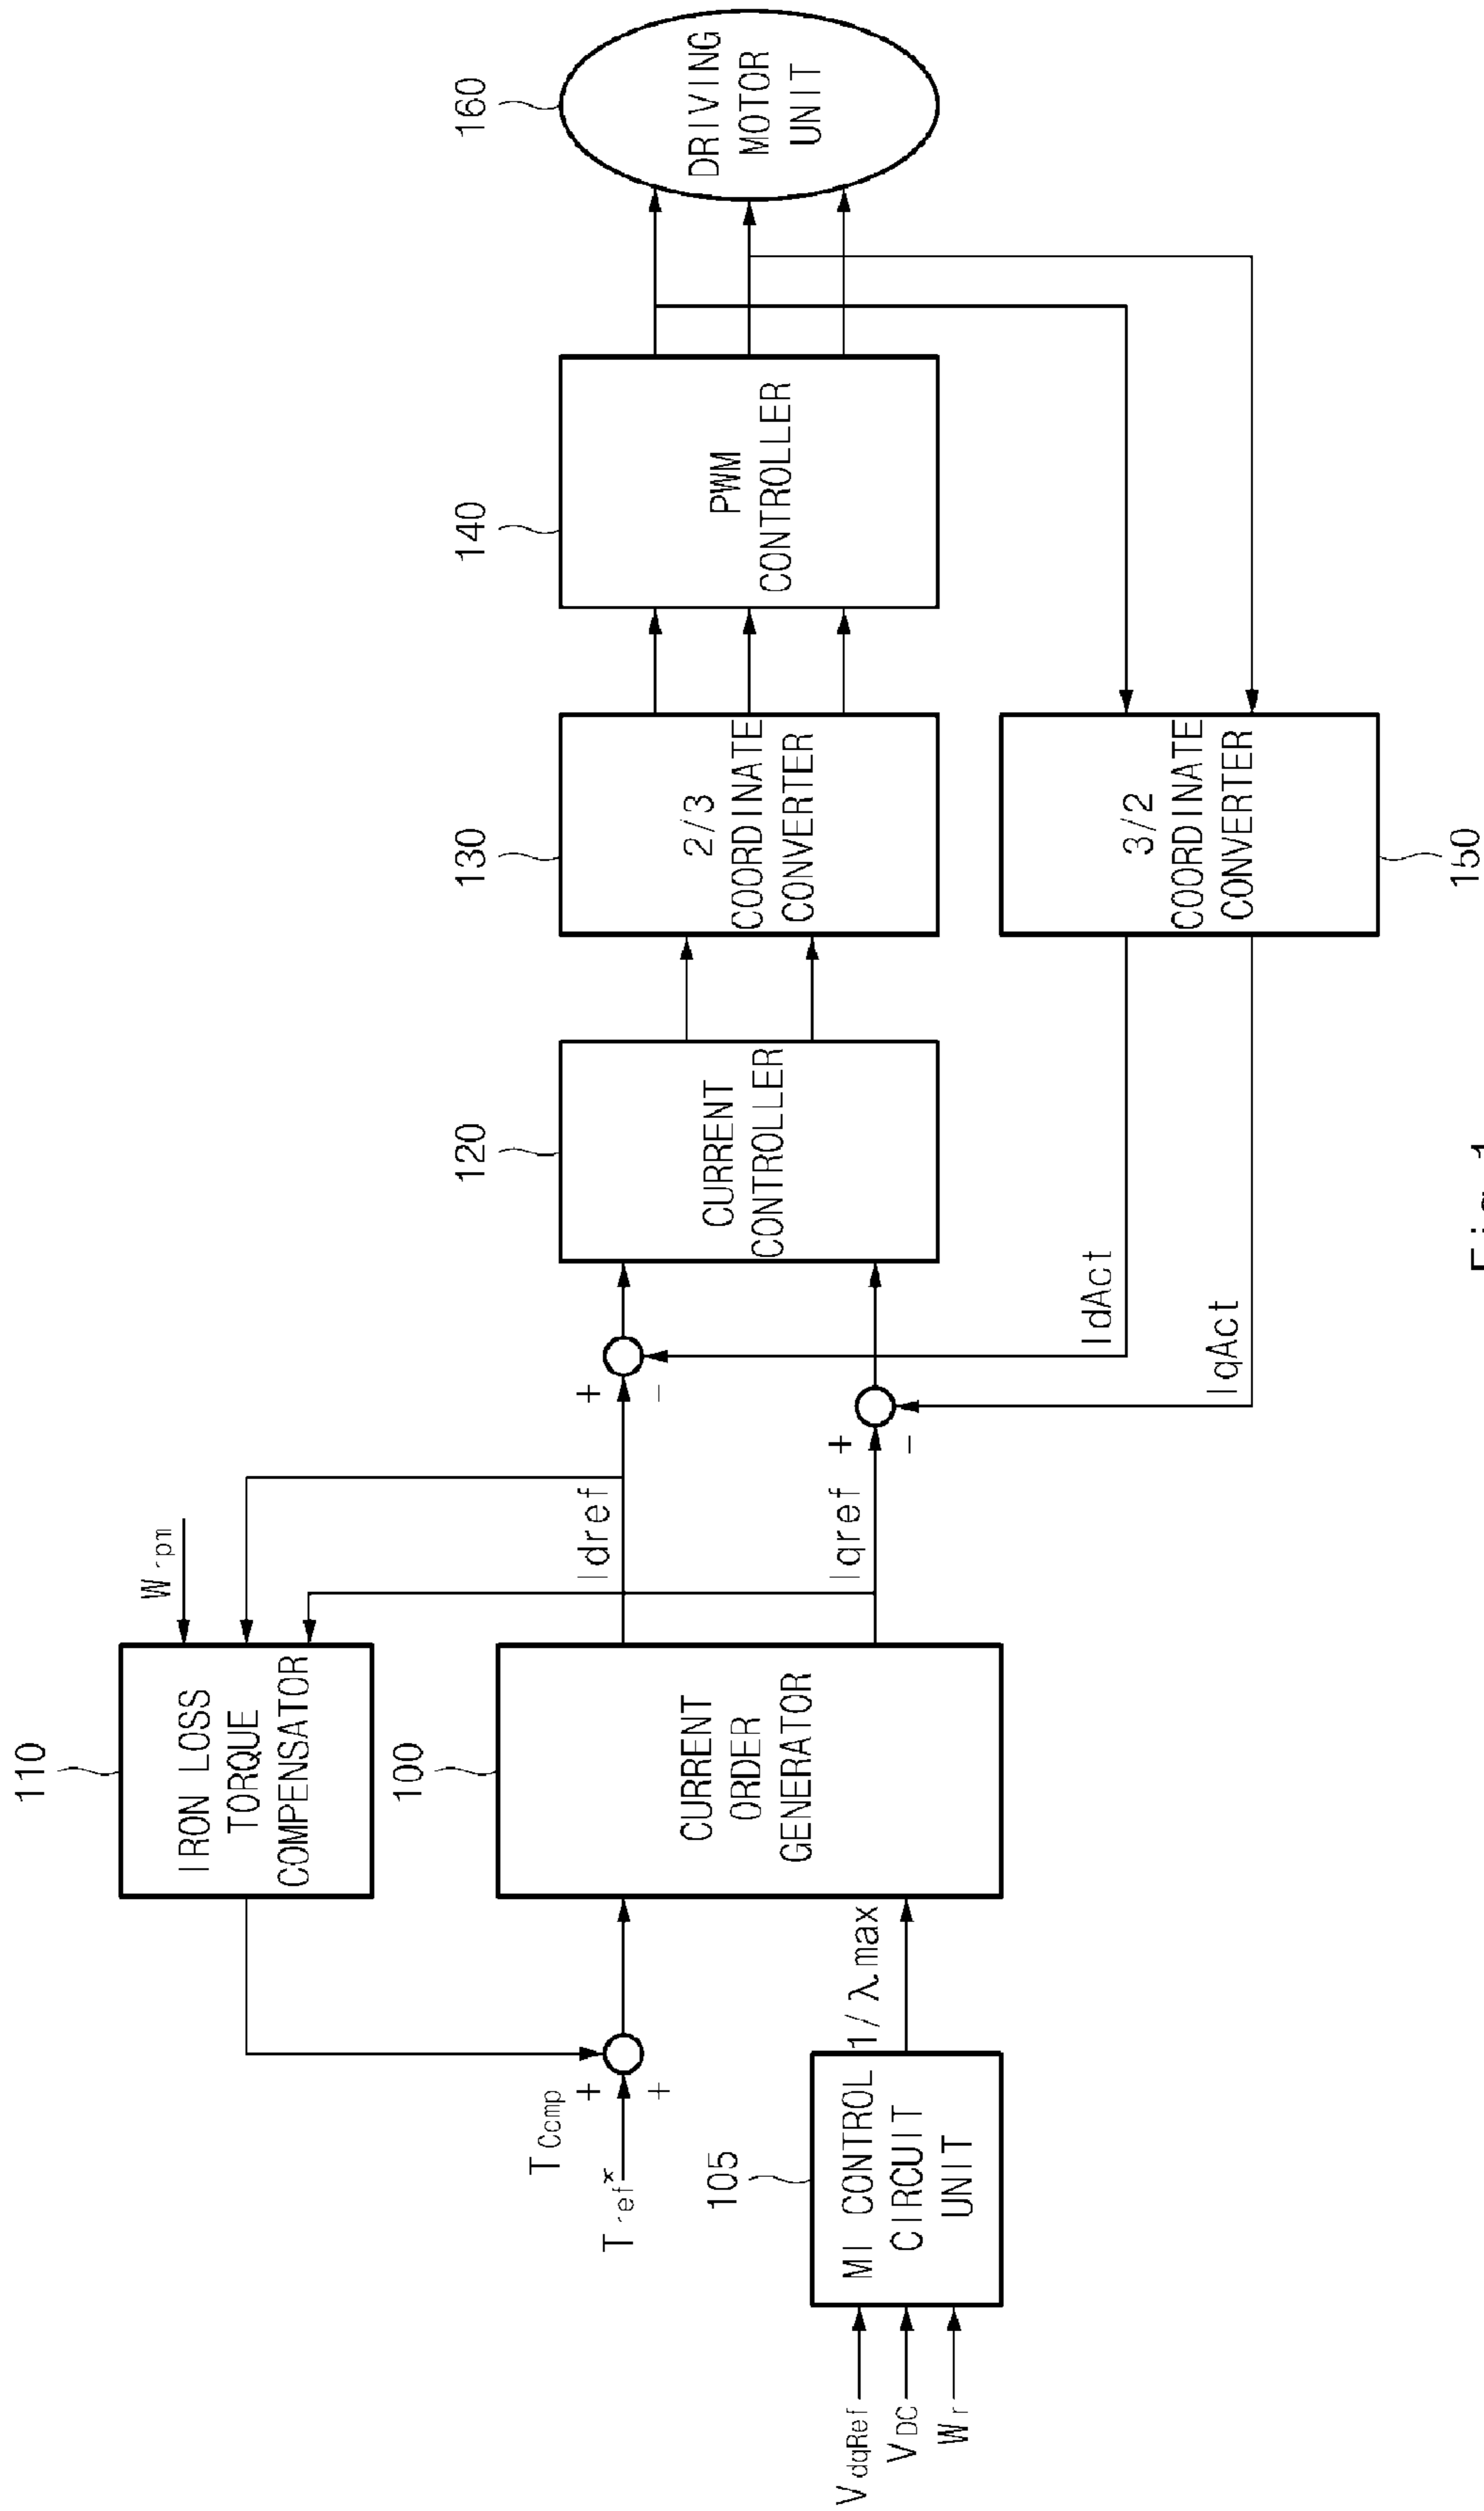 110
IRON LOSS
TORQUE
COMPENSATOR
Wrpm
100
CURRENT
ORDER
GENERATOR
TCcmp
Tref*
+
+
105
MI CONTROL
CIRCUIT
UNIT
VdqRef
VDC
Wr
1/λmax
Idref
Iqref
+
-
+
-
120
CURRENT
CONTROLLER
130
2/3
COORDINATE
CONVERTER
140
PWM
CONTROLLER
160
DRIVING
MOTOR
UNIT
IdAct
IqAct
3/2
COORDINATE
CONVERTER
150